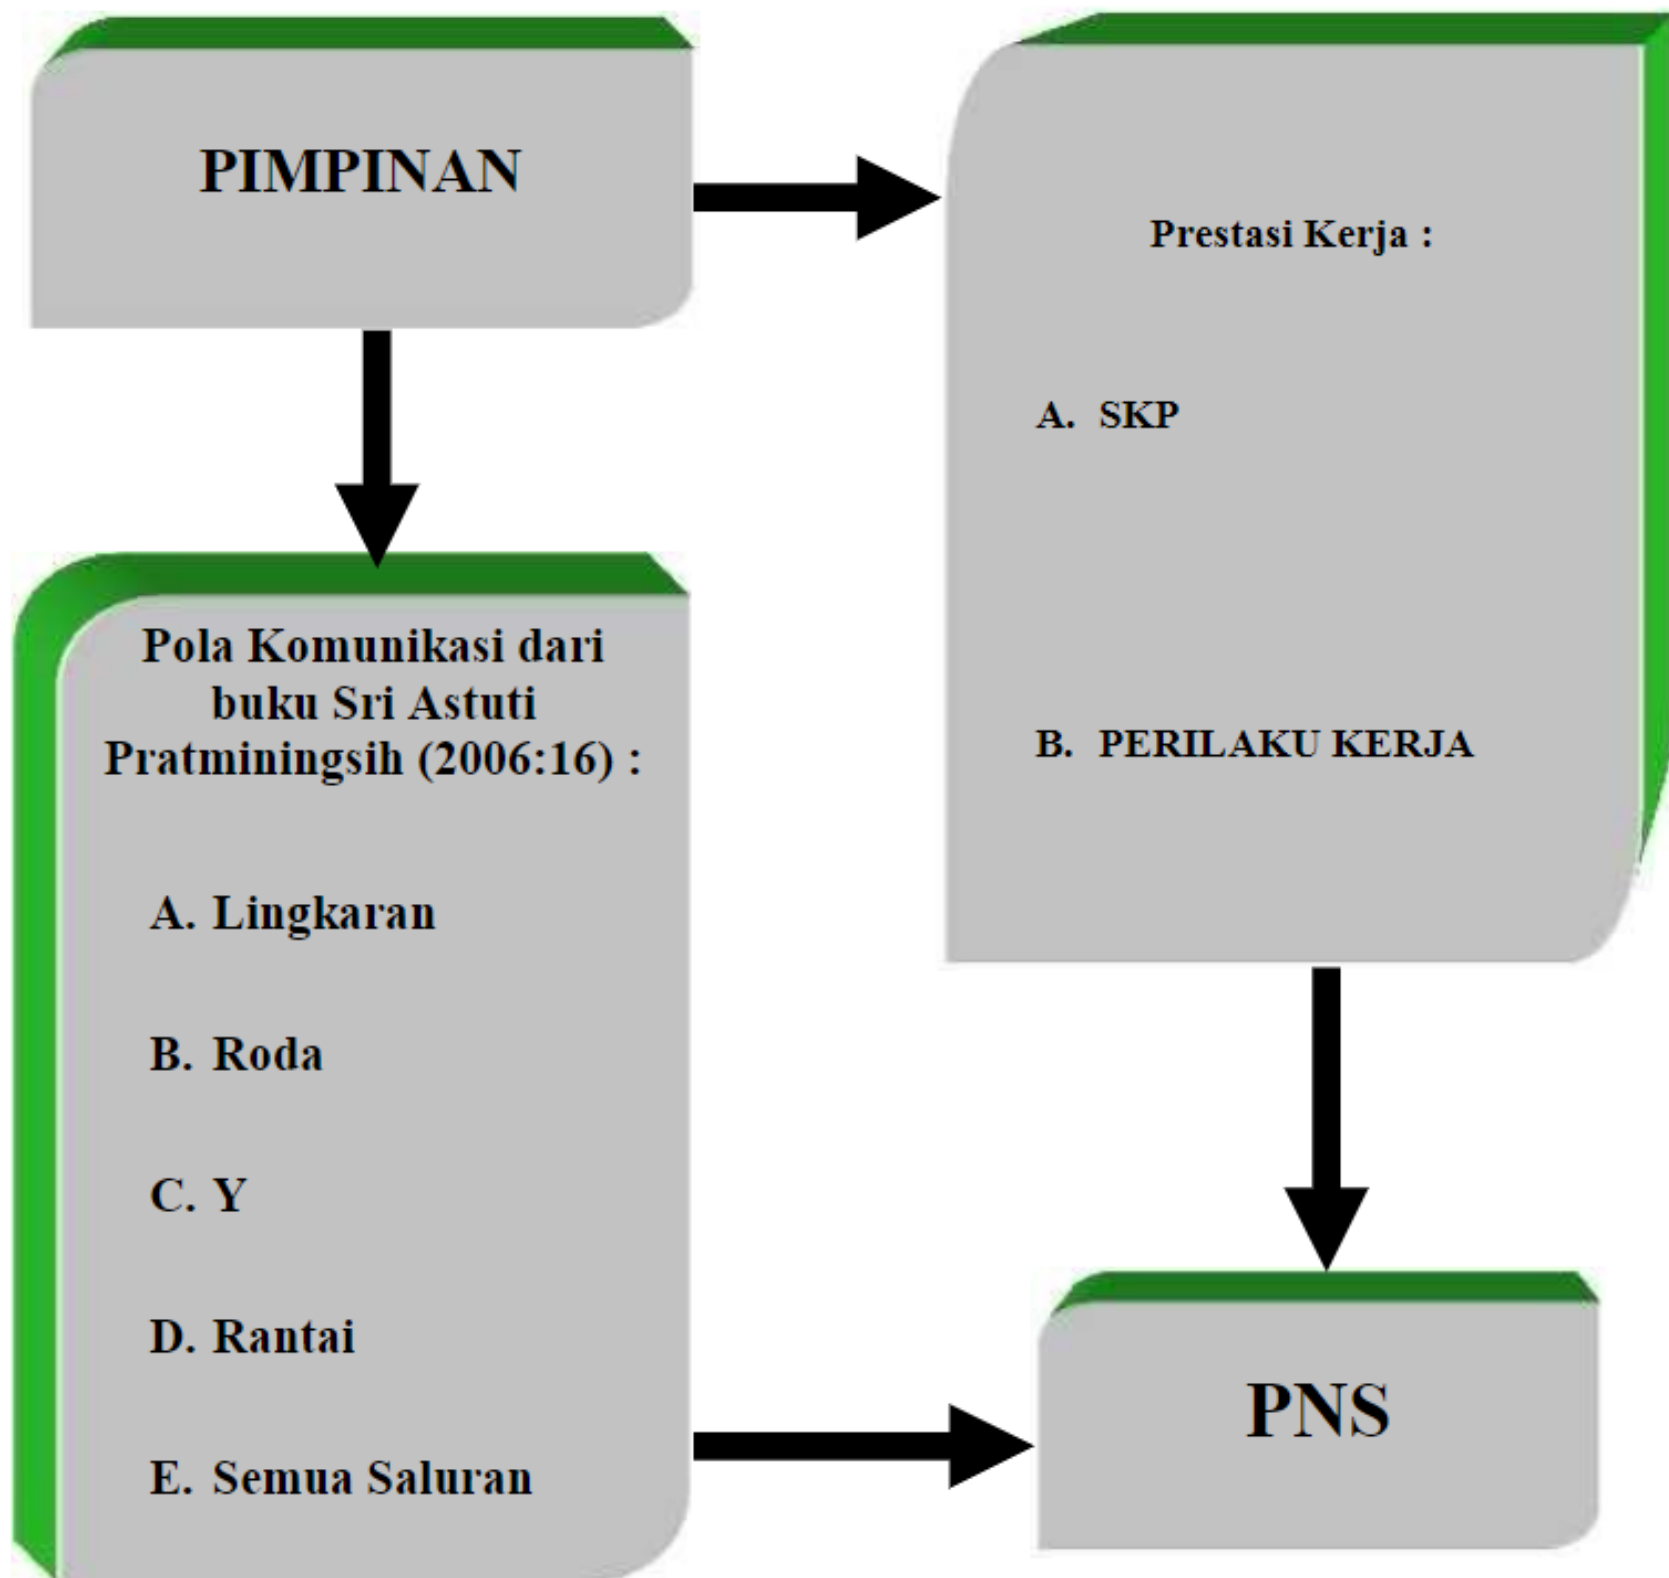 PIMPINAN
Prestasi Kerja :
A. SKP
B. PERILAKU KERJA
Pola Komunikasi dari
buku Sri Astuti
Pratminingsih (2006:16) :
A. Lingkaran
B. Roda
C. Y
D. Rantai
E. Semua Saluran
PNS